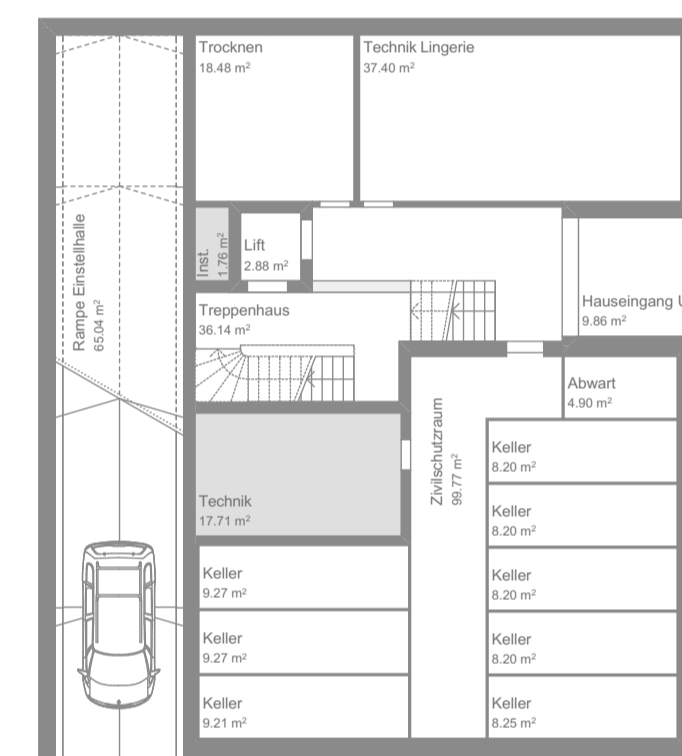 Trocknen
18.48 m²
Technik Lingerie
37.40 m²
Rampe Einstellhalle
65.04 m²
Inst.
1.76 m²
Lift
2.88 m²
Treppenhaus
36.14 m²
Hauseingang U
9.86 m²
Abwart
4.90 m²
Zivilschutzraum
99.77 m²
Keller
8.20 m²
Keller
8.20 m²
Keller
8.20 m²
Keller
8.20 m²
Keller
8.25 m²
Technik
17.71 m²
Keller
9.27 m²
Keller
9.27 m²
Keller
9.21 m²